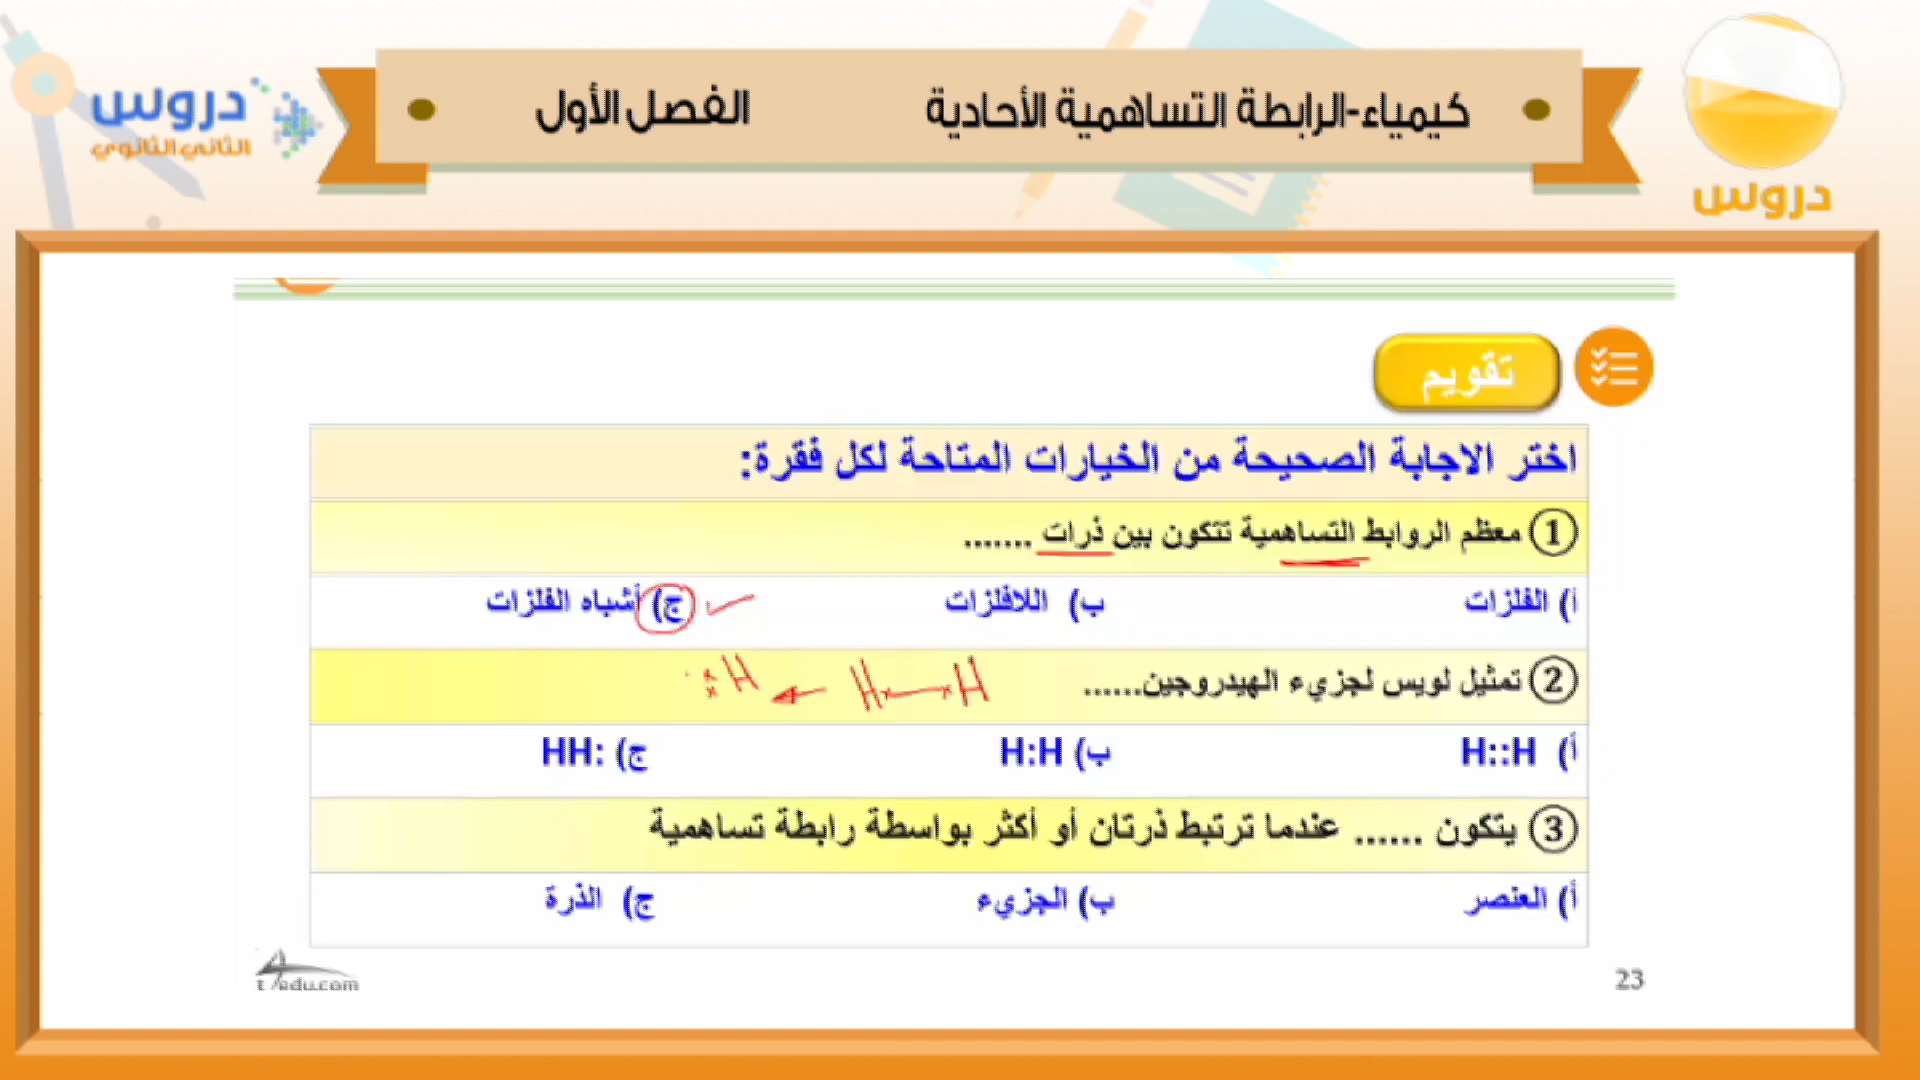 دروس
الثاني الثانوي
كيمياء-الرابطة التساهمية الأحادية
الفصل الأول
دروس
تقويم
اختر الاجابة الصحيحة من الخيارات المتاحة لكل فقرة:
① معظم الروابط التساهمية تتكون بين ذرات .......
أ) الفلزات ب) اللافلزات ج) أشباه الفلزات
② تمثيل لويس لجزيء الهيدروجين......
H H H
أ) H::H ب) H:H ج) HH:
③ يتكون ...... عندما ترتبط ذرتان أو أكثر بواسطة رابطة تساهمية
أ) العنصر ب) الجزيء ج) الذرة
t4edu.com
23